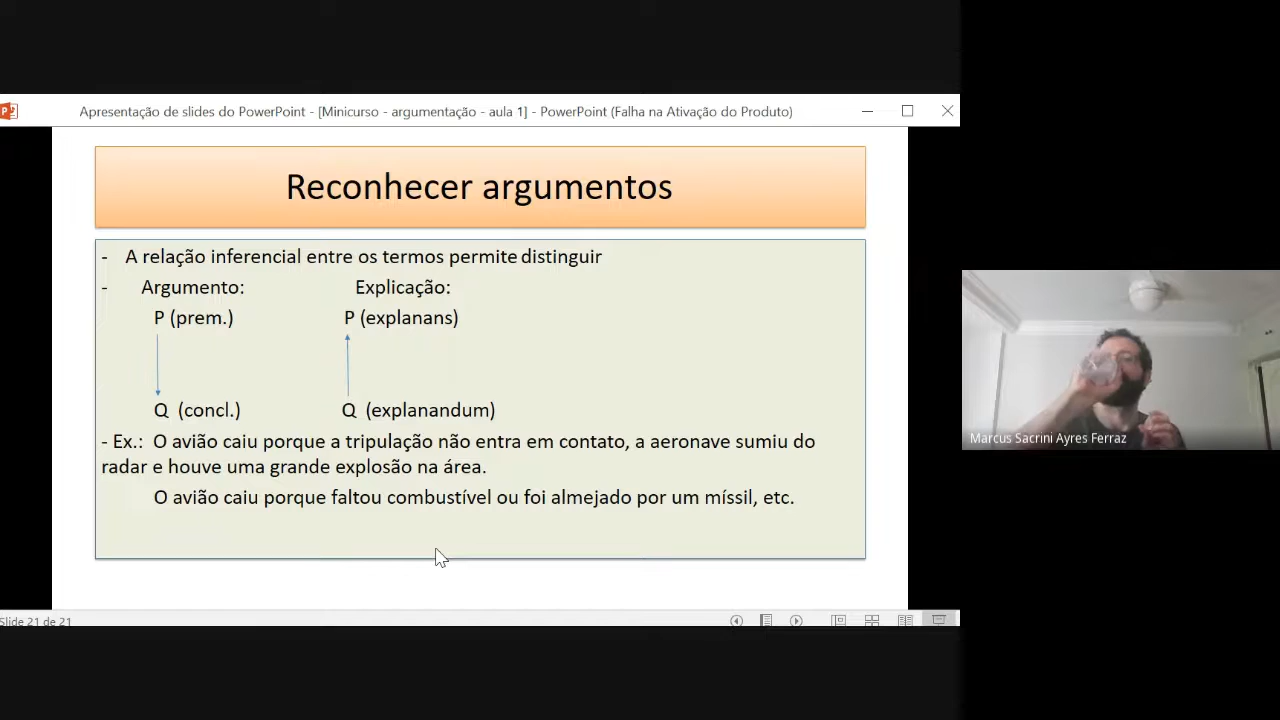 Apresentação de slides do PowerPoint - [Minicurso - argumentação - aula 1] - PowerPoint (Falha na Ativação do Produto)
Reconhecer argumentos
- A relação inferencial entre os termos permite distinguir
- Argumento: Explicação:
P (prem.) P (explanans)
Q (concl.) Q (explanandum)
- Ex.: O avião caiu porque a tripulação não entra em contato, a aeronave sumiu do
radar e houve uma grande explosão na área.
O avião caiu porque faltou combustível ou foi almejado por um míssil, etc.
Marcus Sacrini Ayres Ferraz
Slide 21 de 21